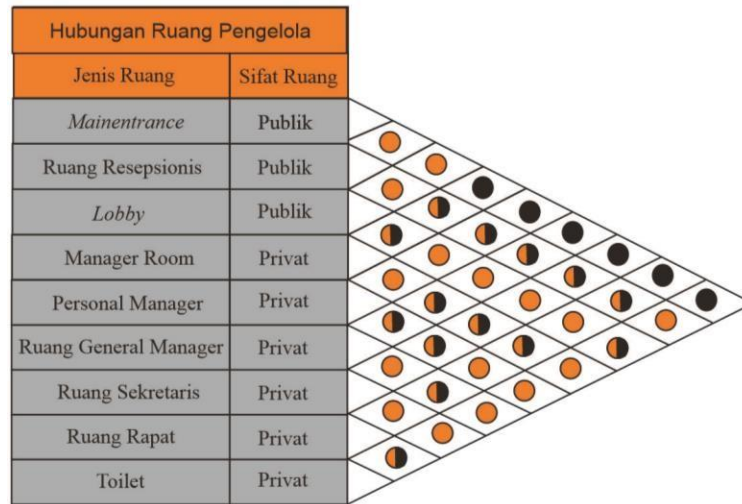 Hubungan Ruang Pengelola
Jenis Ruang Sifat Ruang
Mainentrance Publik
Ruang Resepsionis Publik
Lobby Publik
Manager Room Privat
Personal Manager Privat
Ruang General Manager Privat
Ruang Sekretaris Privat
Ruang Rapat Privat
Toilet Privat